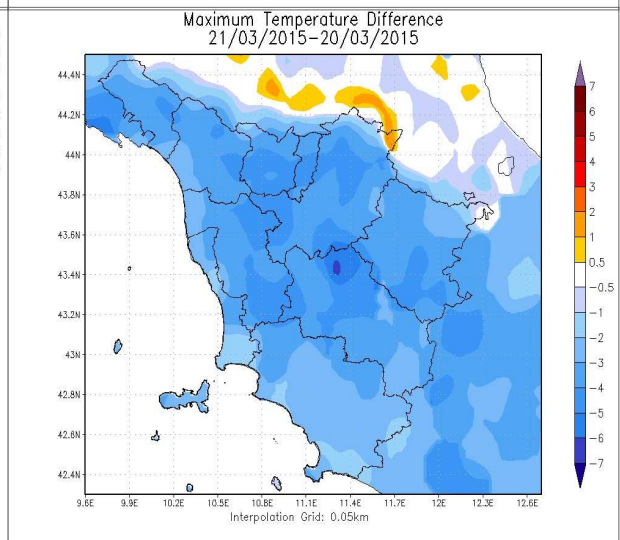 Maximum Temperature Difference
21/03/2015-20/03/2015
44.4N
44.2N
44N
43.8N
43.6N
43.4N
43.2N
43N
42.8N
42.6N
42.4N
9.6E 9.9E 10.2E 10.5E 10.8E 11.1E 11.4E 11.7E 12E 12.3E 12.6E
Interpolation Grid: 0.05km
7
6
5
4
3
2
1
0.5
-0.5
-1
-2
-3
-4
-5
-6
-7